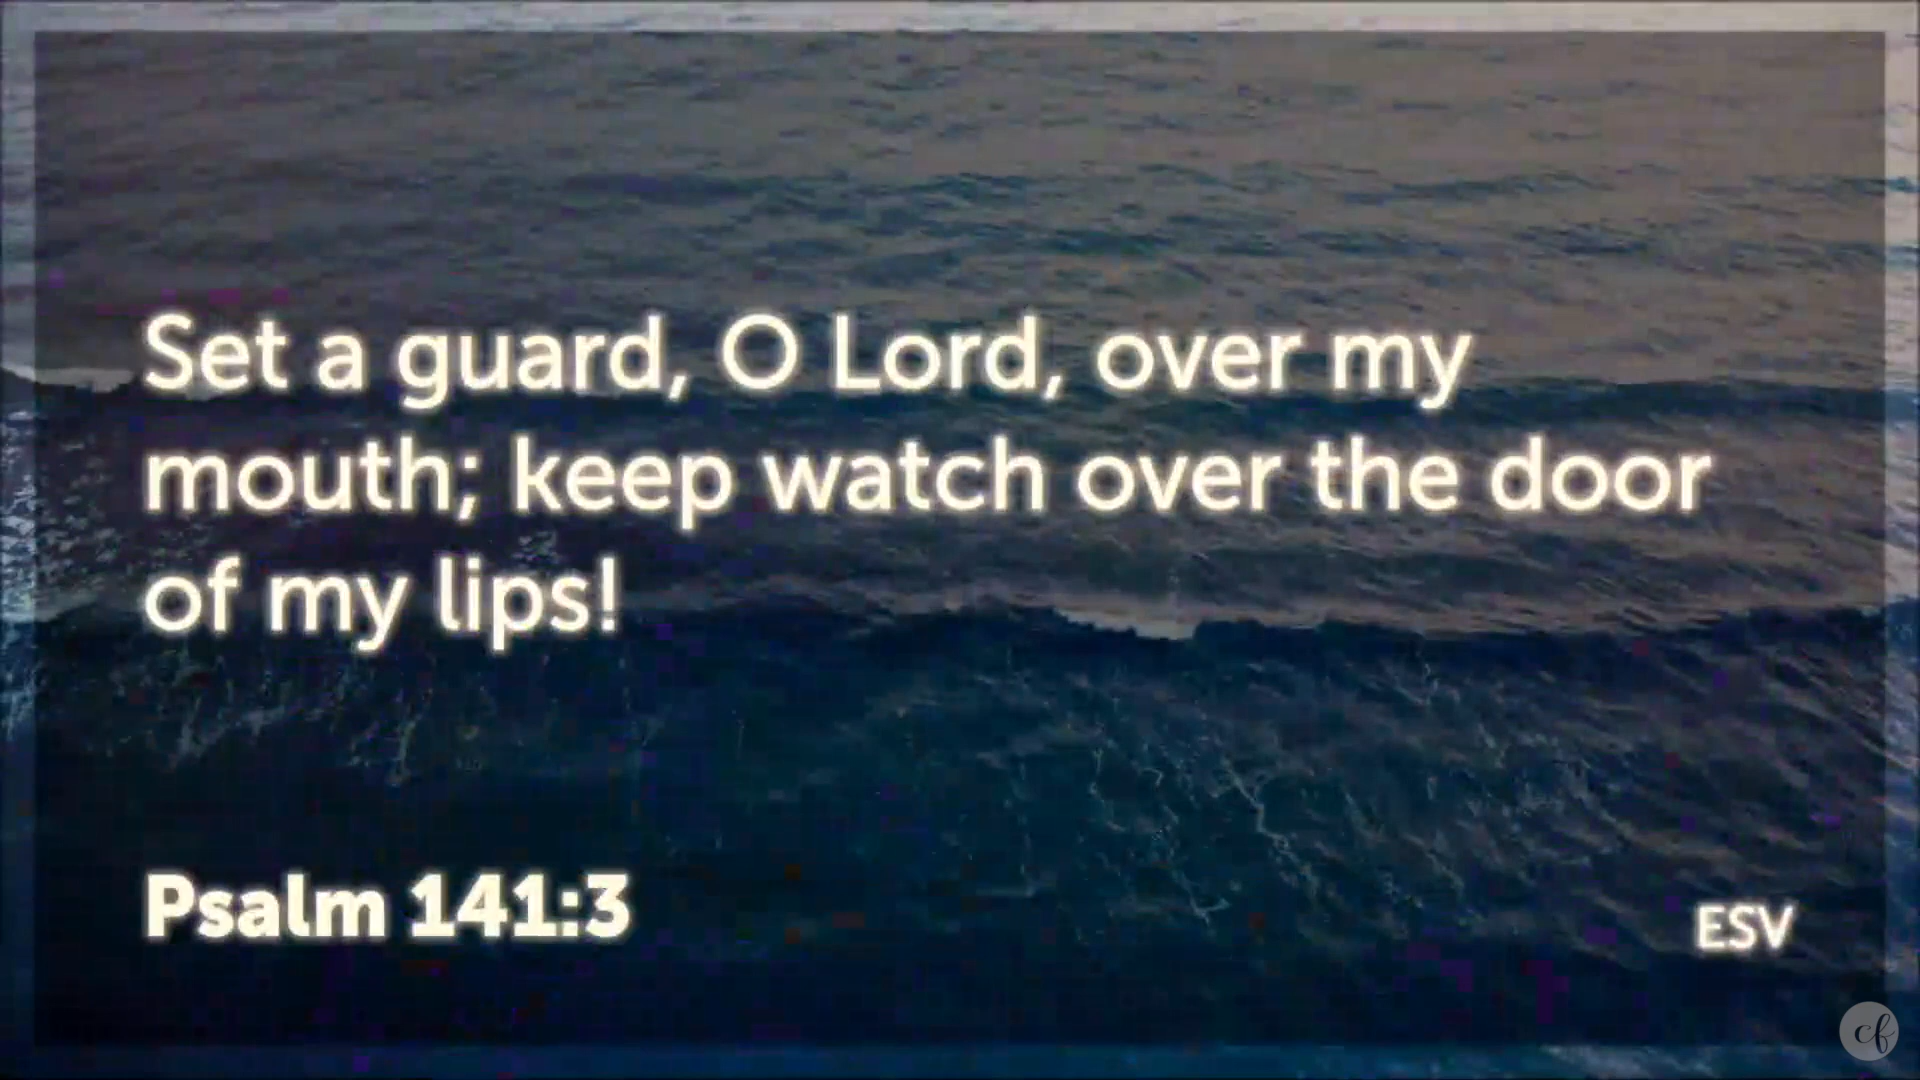 Set a guard, O Lord, over my
mouth; keep watch over the door
of my lips!
Psalm 141:3
ESV
cf